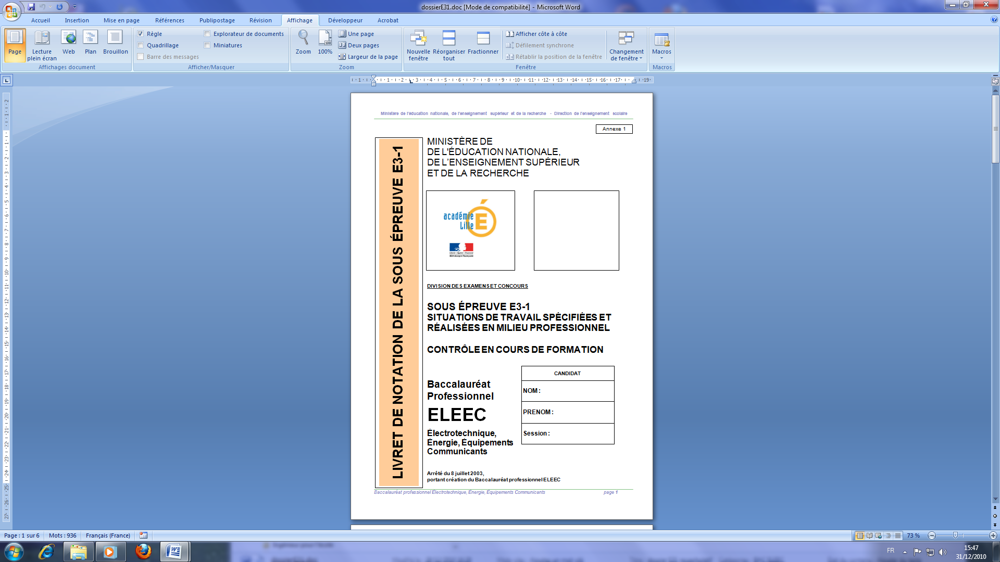 dossierE31.doc [Mode de compatibilité] - Microsoft Word
Accueil Insertion Mise en page Références Publipostage Révision Affichage Développeur Acrobat
Page
Lecture plein écran
Web
Plan
Brouillon
Affichages document
Règle
Quadrillage
Barre des messages
Explorateur de documents
Miniatures
Afficher/Masquer
Zoom
100%
Une page
Deux pages
Largeur de la page
Zoom
Nouvelle fenêtre
Réorganiser tout
Fractionner
Afficher côte à côte
Défilement synchrone
Rétablir la position de la fenêtre
Fenêtre
Changement de fenêtre
Macros
Macros
Ministère de l'éducation nationale, de l'enseignement supérieur et de la recherche - Direction de l'enseignement scolaire
Annexe 1
LIVRET DE NOTATION DE LA SOUS ÉPREUVE E3-1
MINISTÈRE DE
DE L'ÉDUCATION NATIONALE,
DE L’ENSEIGNEMENT SUPÉRIEUR
ET DE LA RECHERCHE
académie
Lille
É
Liberté • Égalité • Fraternité
RÉPUBLIQUE FRANÇAISE
DIVISION DES EXAMENS ET CONCOURS
SOUS ÉPREUVE E3-1
SITUATIONS DE TRAVAIL SPÉCIFIÉES ET
RÉALISÉES EN MILIEU PROFESSIONNEL
CONTRÔLE EN COURS DE FORMATION
Baccalauréat
Professionnel
ELEEC
Électrotechnique,
Énergie, Équipements
Communicants
CANDIDAT
NOM :
PRENOM :
Session :
Arrêté du 8 juillet 2003,
portant création du Baccalauréat professionnel ELEEC
Baccalauréat professionnel Électrotechnique, Énergie, Équipements Communicants page 1
Page : 1 sur 6 Mots : 936 Français (France) 73 %
FR
15:47
31/12/2010